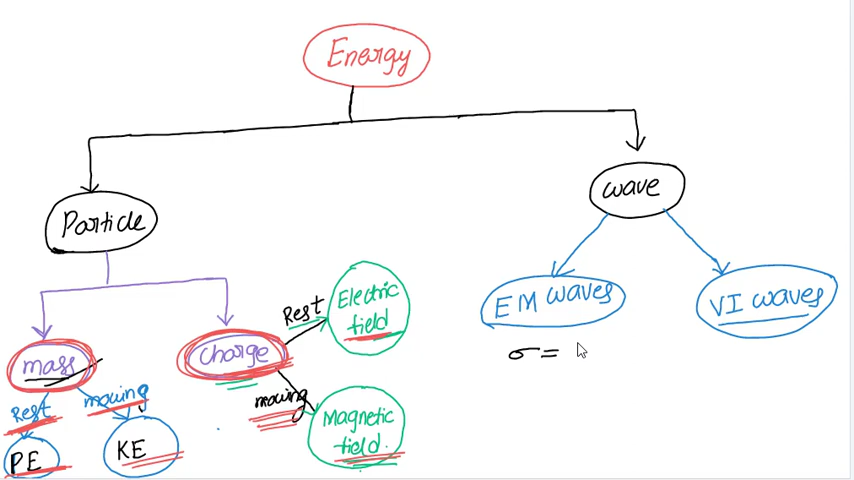 Energy
Particle
wave
mass
charge
Rest
Electric
field
moving
Magnetic
field.
Rest
moving
PE
KE
EM waves
VI waves
σ =